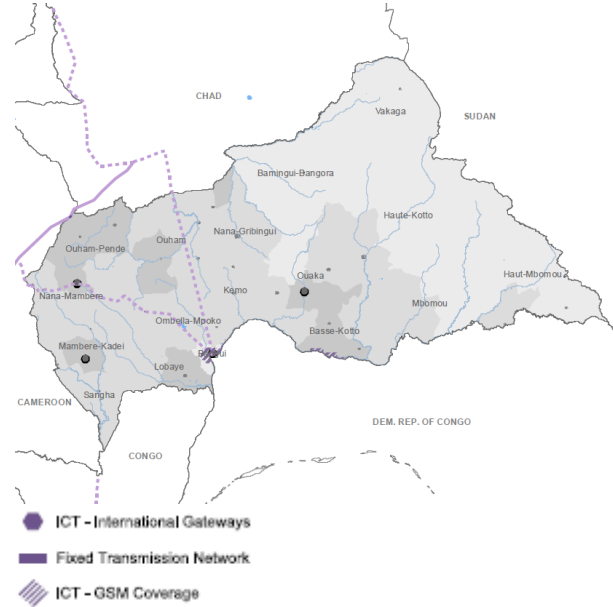 CHAD
Vakaga
SUDAN
Bamingui-Bangora
Haute-Kotto
Nana-Gribingui
Ouham
Ouham-Pende
Ouaka
Haut-Mbomou
Kemo
Nana-Mambere
Mbomou
Ombella-Mpoko
Basse-Kotto
Mambere-Kadei
Lobaye
Sangha
CAMEROON
DEM. REP. OF CONGO
CONGO
ICT - International Gateways
Fixed Transmission Network
ICT - GSM Coverage